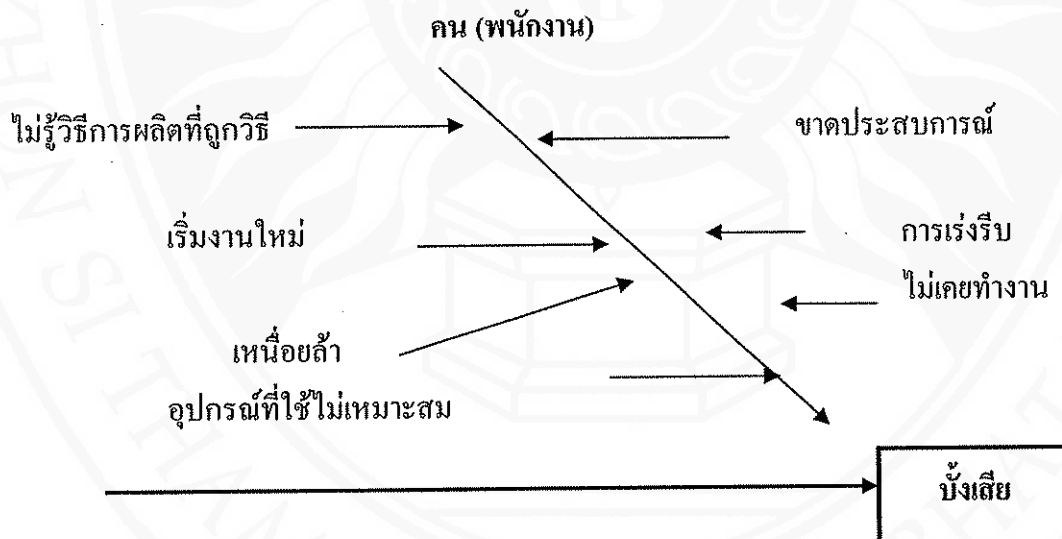 คน (พนักงาน)
ไม่รู้วิธีการผลิตที่ถูกวิธี
ขาดประสบการณ์
เริ่มงานใหม่
การเร่งรีบ
ไม่เคยทำงาน
เหนื่อยล้า
อุปกรณ์ที่ใช้ไม่เหมาะสม
บั้งเสีย